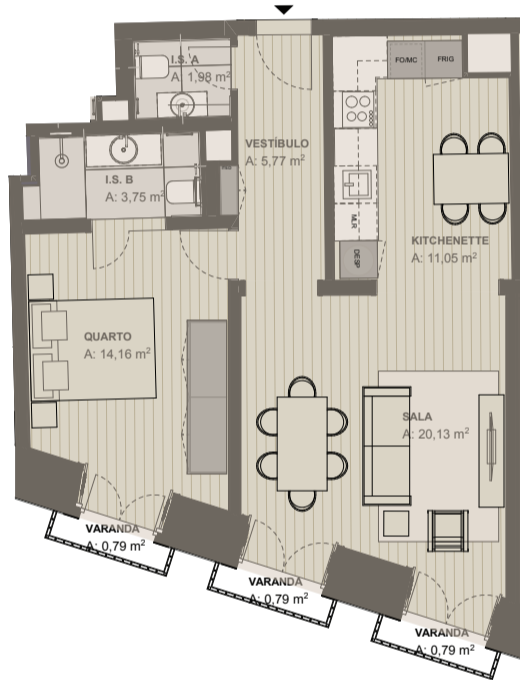 I.S. A
A: 1,98 m²
FO/MC
FRIG
VESTÍBULO
A: 5,77 m²
I.S. B
A: 3,75 m²
MLR
DESP
KITCHENETTE
A: 11,05 m²
QUARTO
A: 14,16 m²
SALA
A: 20,13 m²
VARANDA
A: 0,79 m²
VARANDA
A: 0,79 m²
VARANDA
A: 0,79 m²